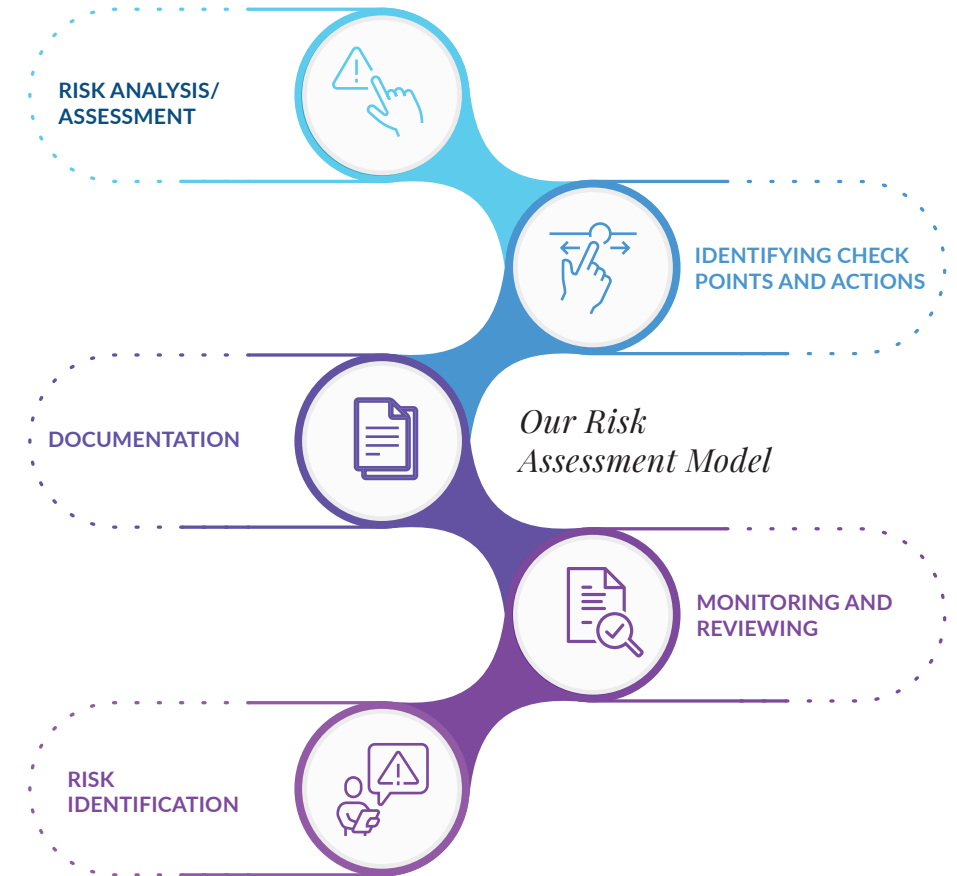 RISK ANALYSIS/
ASSESSMENT
IDENTIFYING CHECK
POINTS AND ACTIONS
DOCUMENTATION
Our Risk
Assessment Model
MONITORING AND
REVIEWING
RISK
IDENTIFICATION